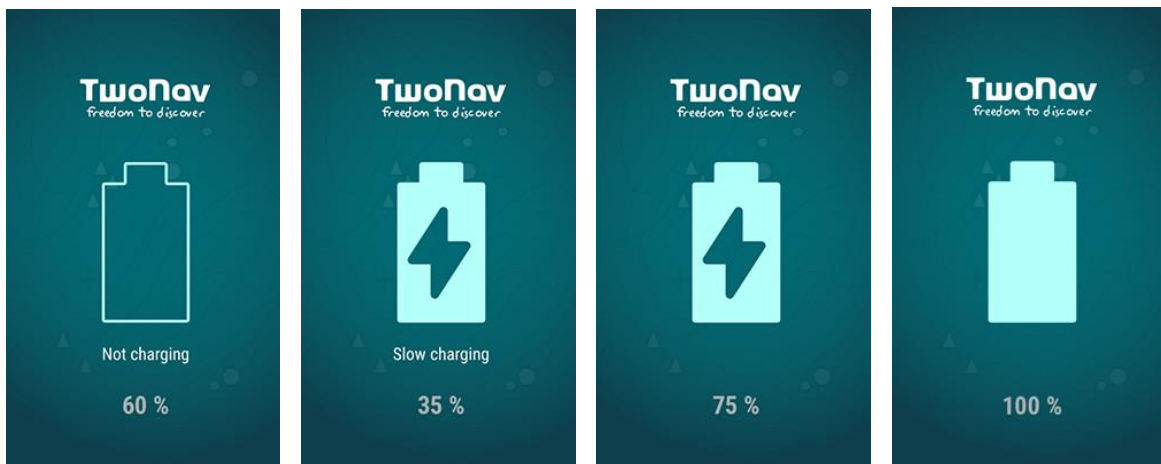 TwoNav
freedom to discover
Not charging
60 %
TwoNav
freedom to discover
Slow charging
35 %
TwoNav
freedom to discover
75 %
TwoNav
freedom to discover
100 %